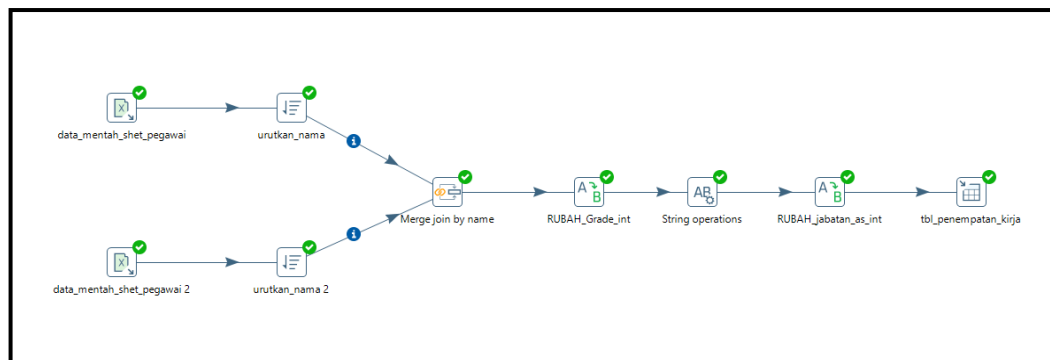 data_mentah_shet_pegawai
urutkan_nama
Merge join by name
RUBAH_Grade_int
String operations
RUBAH_jabatan_as_int
tbl_penempatan_kirja
data_mentah_shet_pegawai 2
urutkan_nama 2